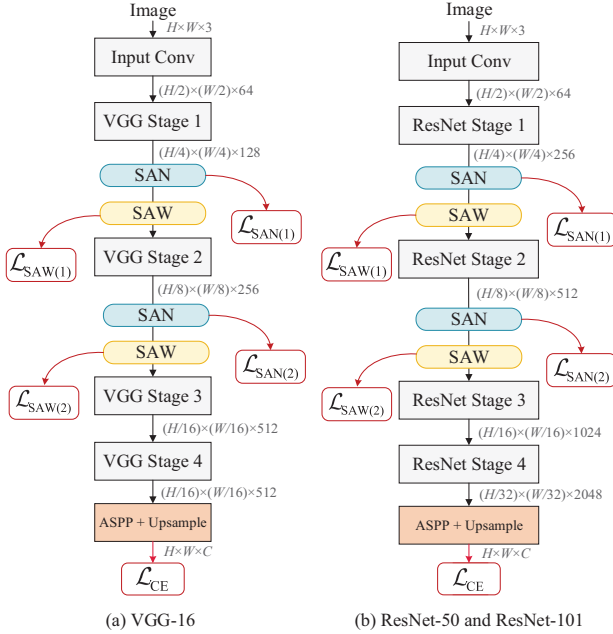 Image
H×W×3
Input Conv
(H/2)×(W/2)×64
VGG Stage 1
(H/4)×(W/4)×128
SAN
SAW
ℒSAN(1)
ℒSAW(1)
VGG Stage 2
(H/8)×(W/8)×256
SAN
SAW
ℒSAN(2)
ℒSAW(2)
VGG Stage 3
(H/16)×(W/16)×512
VGG Stage 4
(H/16)×(W/16)×512
ASPP + Upsample
H×W×C
ℒCE
(a) VGG-16
Image
H×W×3
Input Conv
(H/2)×(W/2)×64
ResNet Stage 1
(H/4)×(W/4)×256
SAN
SAW
ℒSAN(1)
ℒSAW(1)
ResNet Stage 2
(H/8)×(W/8)×512
SAN
SAW
ℒSAN(2)
ℒSAW(2)
ResNet Stage 3
(H/16)×(W/16)×1024
ResNet Stage 4
(H/32)×(W/32)×2048
ASPP + Upsample
H×W×C
ℒCE
(b) ResNet-50 and ResNet-101